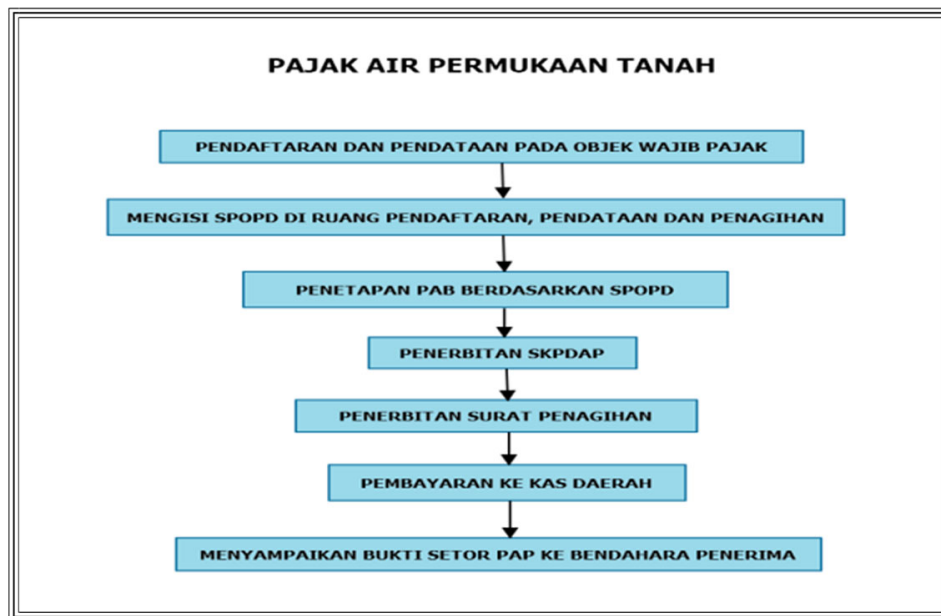 PAJAK AIR PERMUKAAN TANAH
PENDAFTARAN DAN PENDATAAN PADA OBJEK WAJIB PAJAK
MENGISI SPOPD DI RUANG PENDAFTARAN, PENDATAAN DAN PENAGIHAN
PENETAPAN PAB BERDASARKAN SPOPD
PENERBITAN SKPDAP
PENERBITAN SURAT PENAGIHAN
PEMBAYARAN KE KAS DAERAH
MENYAMPAIKAN BUKTI SETOR PAP KE BENDAHARA PENERIMA